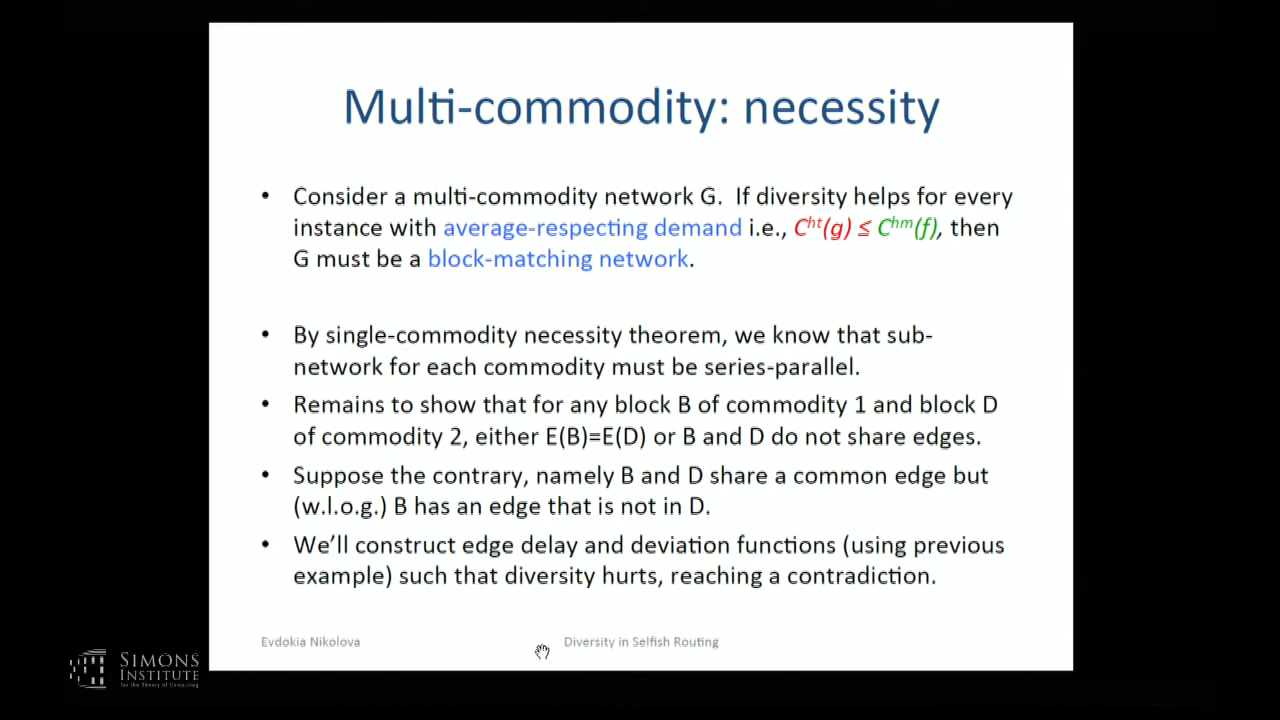 Multi-commodity: necessity
• Consider a multi-commodity network G. If diversity helps for every
instance with average-respecting demand i.e., C^ht(g) ≤ C^hm(f), then
G must be a block-matching network.
• By single-commodity necessity theorem, we know that sub-
network for each commodity must be series-parallel.
• Remains to show that for any block B of commodity 1 and block D
of commodity 2, either E(B)=E(D) or B and D do not share edges.
• Suppose the contrary, namely B and D share a common edge but
(w.l.o.g.) B has an edge that is not in D.
• We'll construct edge delay and deviation functions (using previous
example) such that diversity hurts, reaching a contradiction.
Evdokia Nikolova
Diversity in Selfish Routing
SIMONS
INSTITUTE
for the Theory of Computing